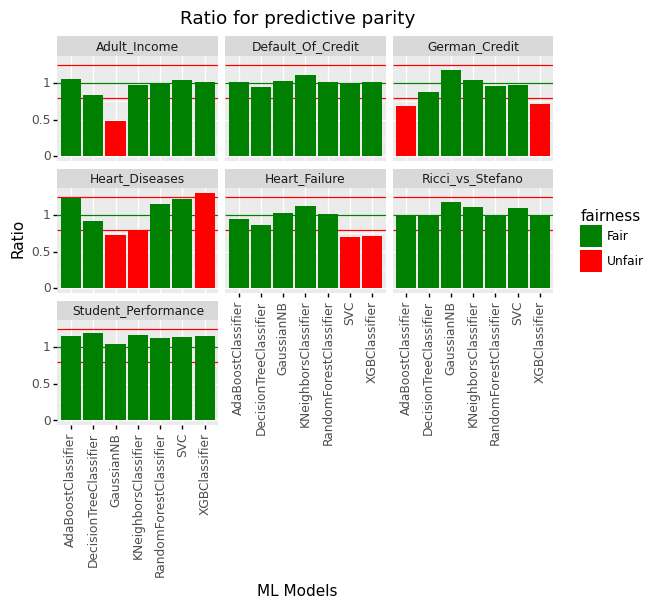 Ratio for predictive parity
Adult_Income
Default_Of_Credit
German_Credit
1
0.5
0
Heart_Diseases
Heart_Failure
Ricci_vs_Stefano
1
0.5
0
Student_Performance
1
0.5
0
Ratio
fairness
Fair
Unfair
AdaBoostClassifier
DecisionTreeClassifier
GaussianNB
KNeighborsClassifier
RandomForestClassifier
SVC
XGBClassifier
AdaBoostClassifier
DecisionTreeClassifier
GaussianNB
KNeighborsClassifier
RandomForestClassifier
SVC
XGBClassifier
AdaBoostClassifier
DecisionTreeClassifier
GaussianNB
KNeighborsClassifier
RandomForestClassifier
SVC
XGBClassifier
ML Models